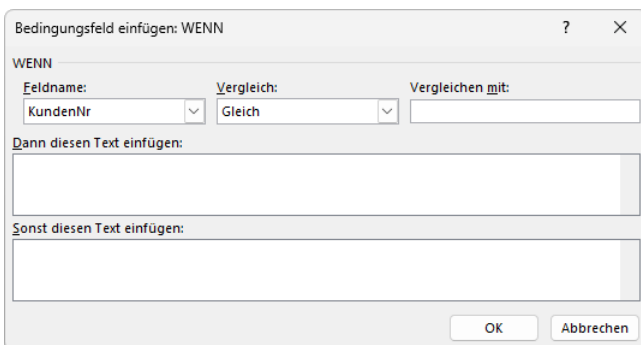 Bedingungsfeld einfügen: WENN ? ×
WENN
Feldname: Vergleich: Vergleichen mit:
KundenNr Gleich
Dann diesen Text einfügen:
Sonst diesen Text einfügen:
OK Abbrechen